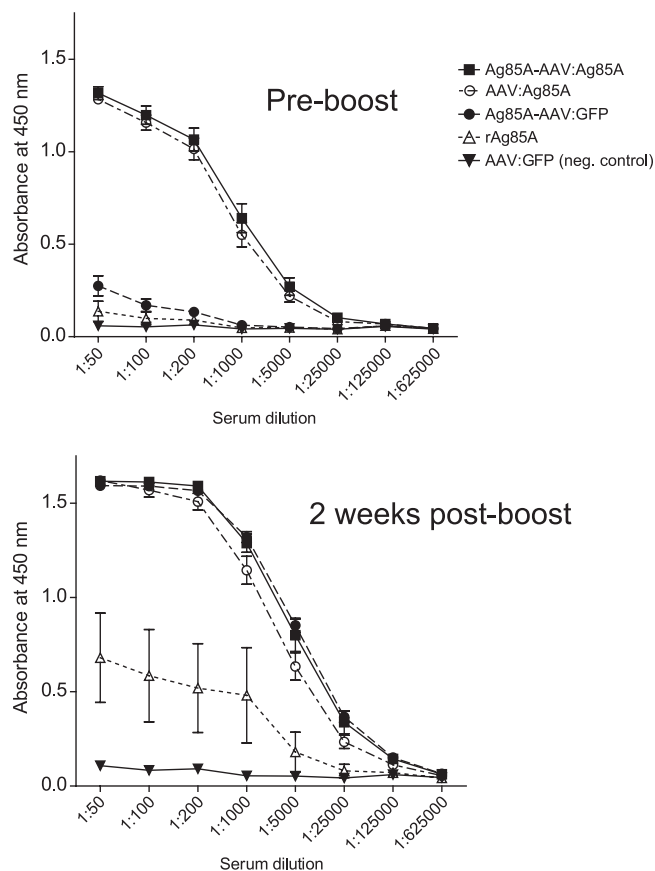 Pre-boost
Ag85A-AAV:Ag85A
AAV:Ag85A
Ag85A-AAV:GFP
rAg85A
AAV:GFP (neg. control)
Absorbance at 450 nm
1.5
1.0
0.5
0.0
1:50
1:100
1:200
1:1000
1:5000
1:25000
1:125000
1:625000
Serum dilution
2 weeks post-boost
Absorbance at 450 nm
1.5
1.0
0.5
0.0
1:50
1:100
1:200
1:1000
1:5000
1:25000
1:125000
1:625000
Serum dilution